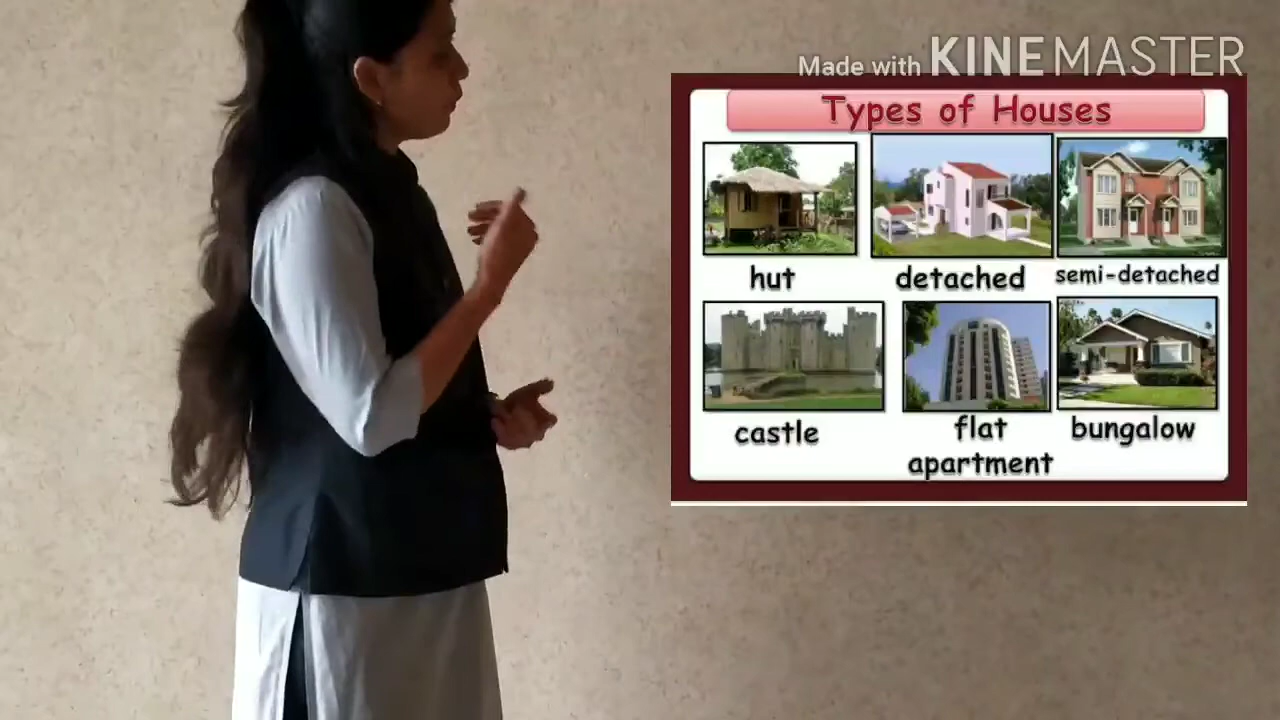 Made with KINEMASTER
Types of Houses
hut
detached
semi-detached
castle
flat
apartment
bungalow